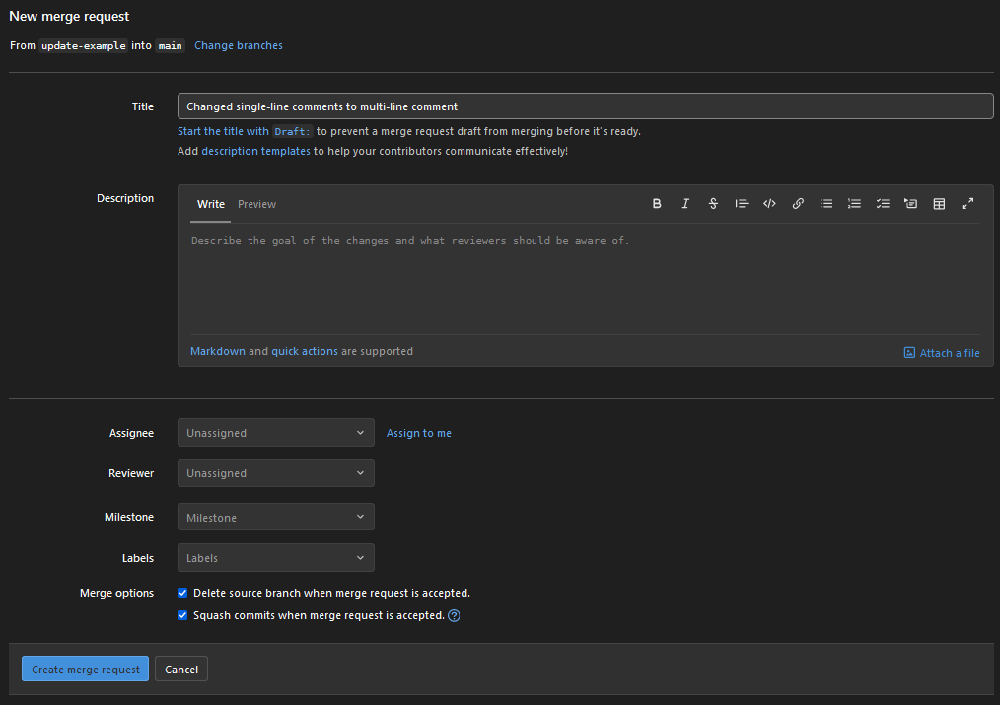 New merge request
From update-example into main Change branches
Title
Changed single-line comments to multi-line comment
Start the title with Draft: to prevent a merge request draft from merging before it's ready.
Add description templates to help your contributors communicate effectively!
Description
Write Preview
Describe the goal of the changes and what reviewers should be aware of.
Markdown and quick actions are supported
Attach a file
Assignee Unassigned Assign to me
Reviewer Unassigned
Milestone Milestone
Labels Labels
Merge options Delete source branch when merge request is accepted.
Squash commits when merge request is accepted.
Create merge request Cancel